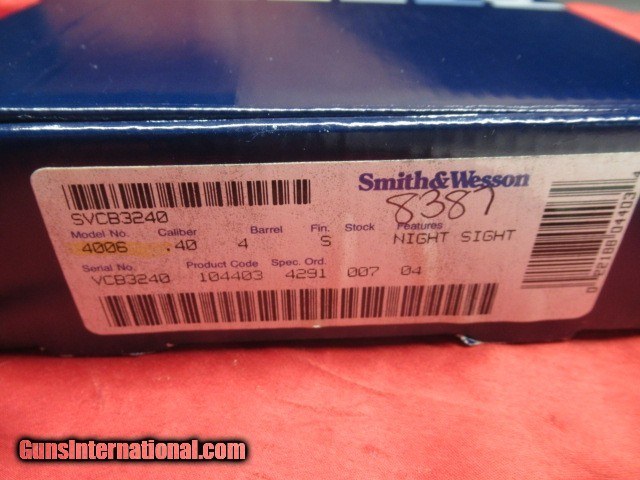 Smith & Wesson
8387
SVCB3240
Model No. Caliber Barrel Fin. Stock Features
4006 .40 4 S NIGHT SIGHT
Serial No. Product Code Spec. Ord.
VCB3240 104403 4291 007 04
GunsInternational.com